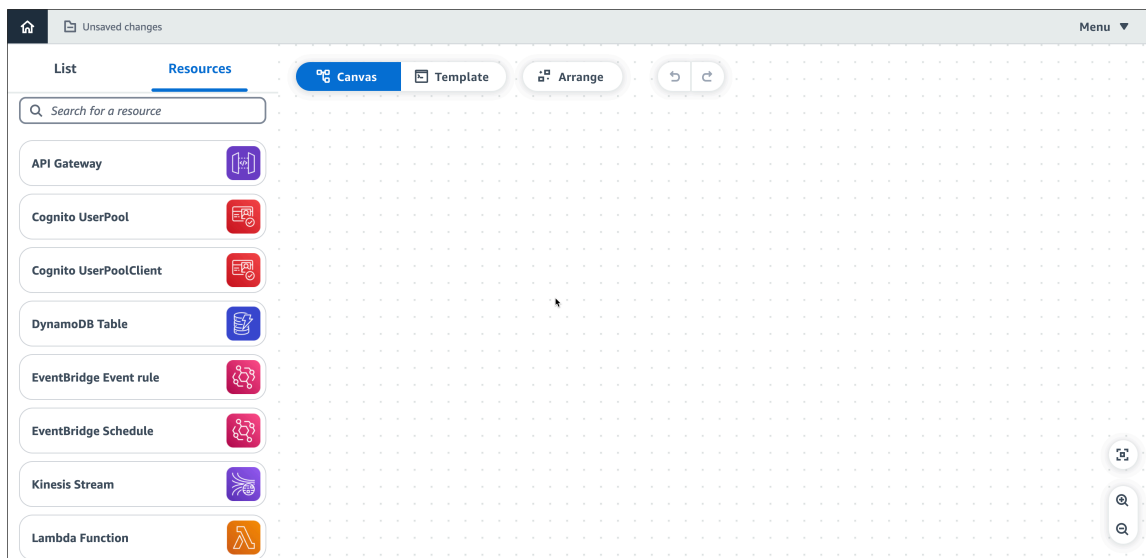 Unsaved changes
Menu
List
Resources
Canvas
Template
Arrange
Search for a resource
API Gateway
Cognito UserPool
Cognito UserPoolClient
DynamoDB Table
EventBridge Event rule
EventBridge Schedule
Kinesis Stream
Lambda Function